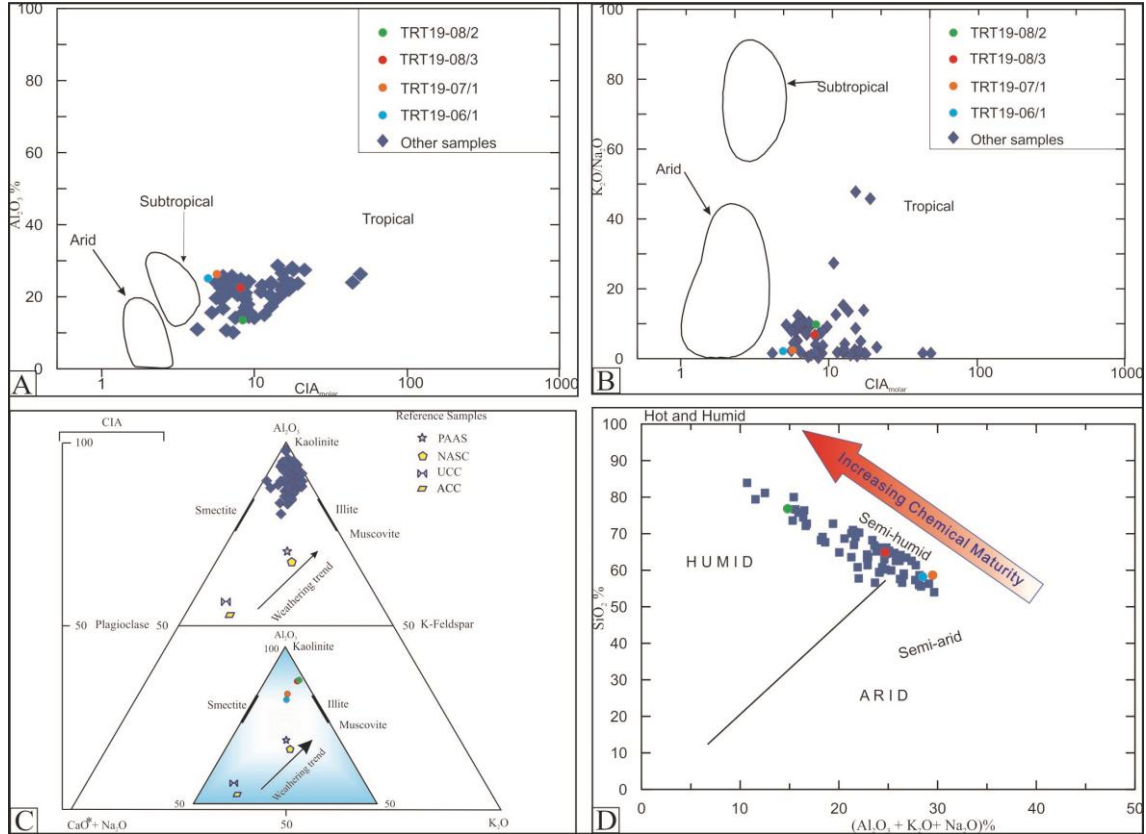 100
80
60
40
20
0
Al₂O₃ %
TRT19-08/2
TRT19-08/3
TRT19-07/1
TRT19-06/1
Other samples
Subtropical
Arid
Tropical
A
1
10
100
1000
CIAmolar
100
80
60
40
20
0
K₂O/Na₂O
TRT19-08/2
TRT19-08/3
TRT19-07/1
TRT19-06/1
Other samples
Subtropical
Arid
Tropical
B
1
10
100
1000
CIAmolar
CIA
100
Al₂O₃
Kaolinite
Reference Samples
PAAS
NASC
UCC
ACC
Smectite
Illite
Muscovite
Weathering trend
50
Plagioclase
50
50
K-Feldspar
Al₂O₃
100
Kaolinite
Smectite
Illite
Muscovite
Weathering trend
50
50
C
CaO*+ Na₂O
50
K₂O
Hot and Humid
100
90
80
70
60
50
40
30
20
10
0
SiO₂ %
Increasing Chemical Maturity
Semi-humid
HUMID
Semi-arid
ARID
D
0
10
20
30
40
50
(Al₂O₃ + K₂O+ Na₂O)%